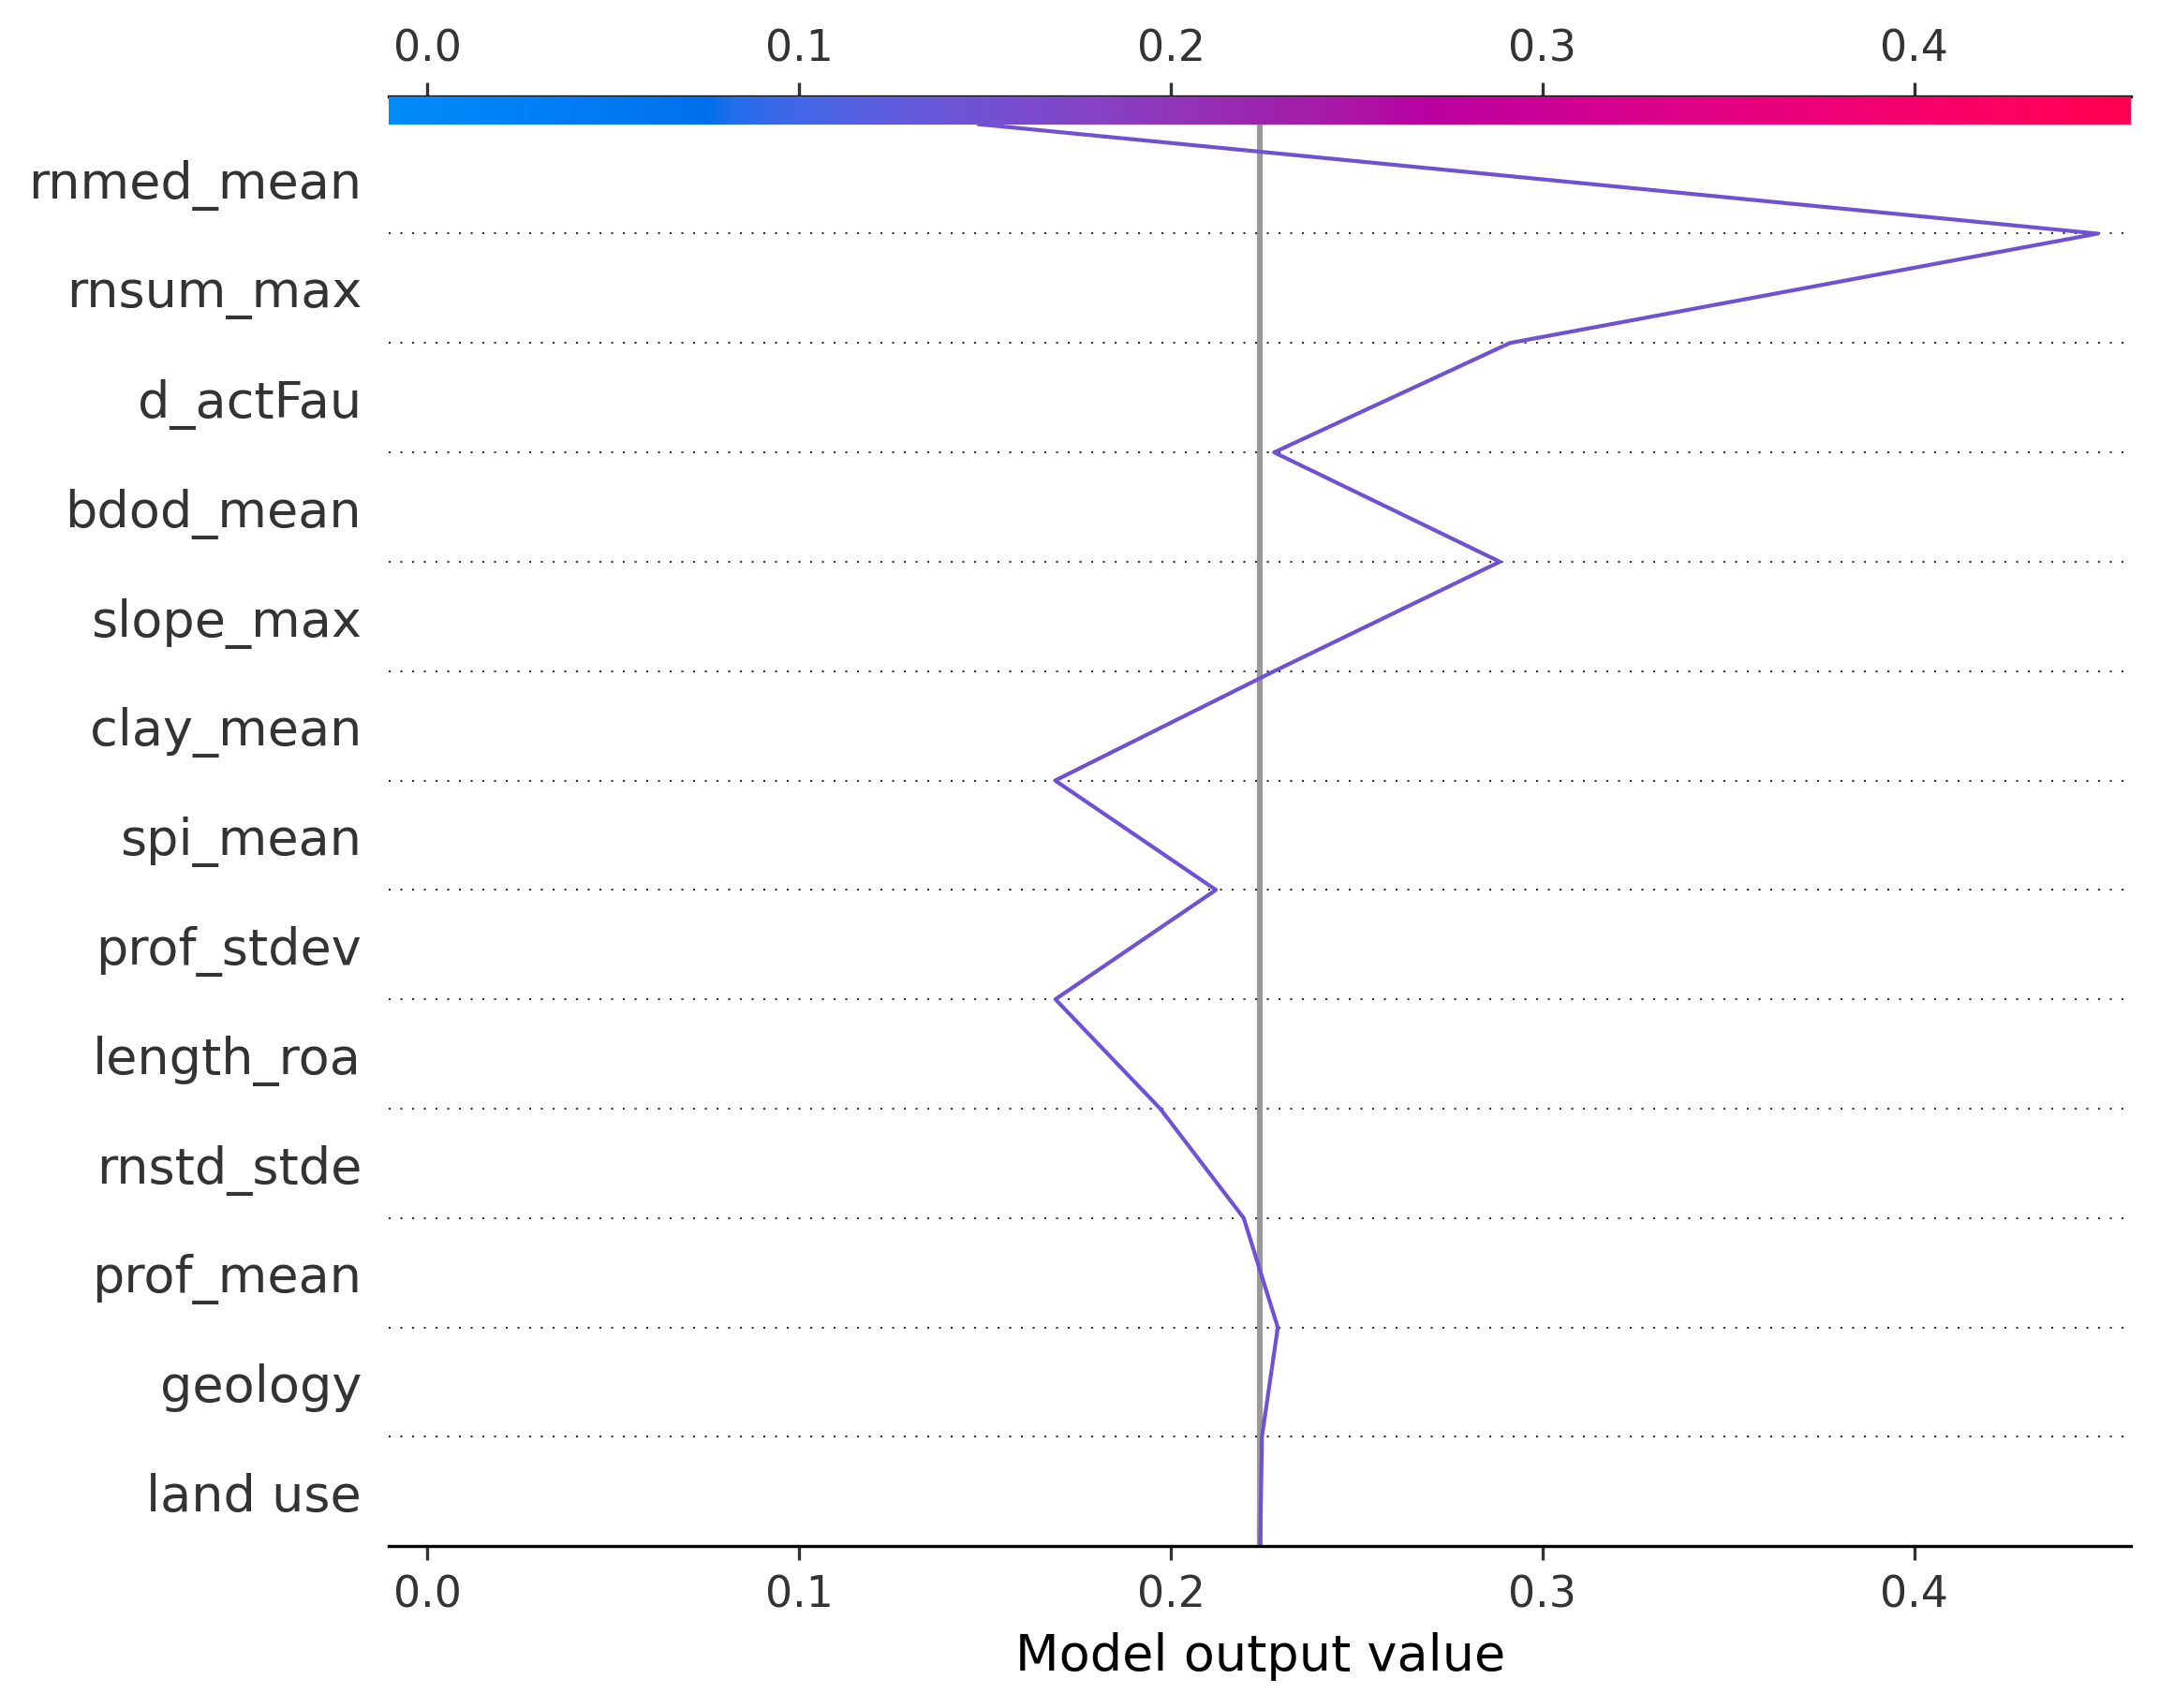 0.0 0.1 0.2 0.3 0.4
rnmed_mean
rnsum_max
d_actFau
bdod_mean
slope_max
clay_mean
spi_mean
prof_stdev
length_roa
rnstd_stde
prof_mean
geology
land use
0.0 0.1 0.2 0.3 0.4
Model output value